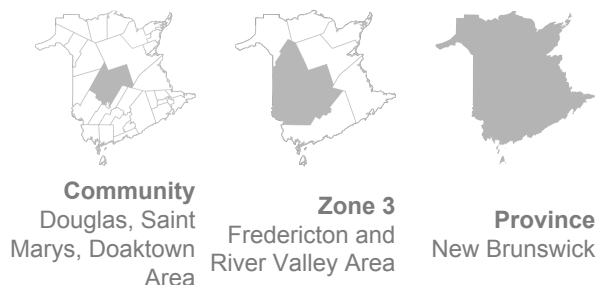 Community
Douglas, Saint
Marys, Doaktown
Area
Zone 3
Fredericton and
River Valley Area
Province
New Brunswick